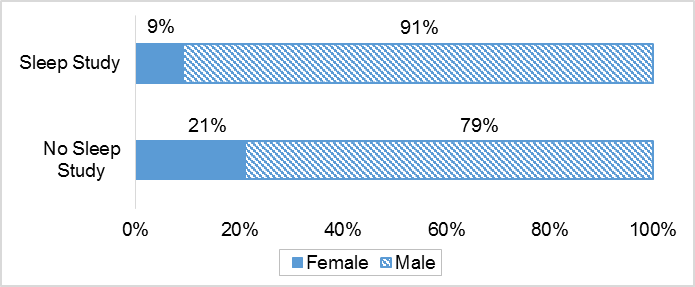 9% 91%
Sleep Study
21% 79%
No Sleep
Study
0% 20% 40% 60% 80% 100%
Female Male